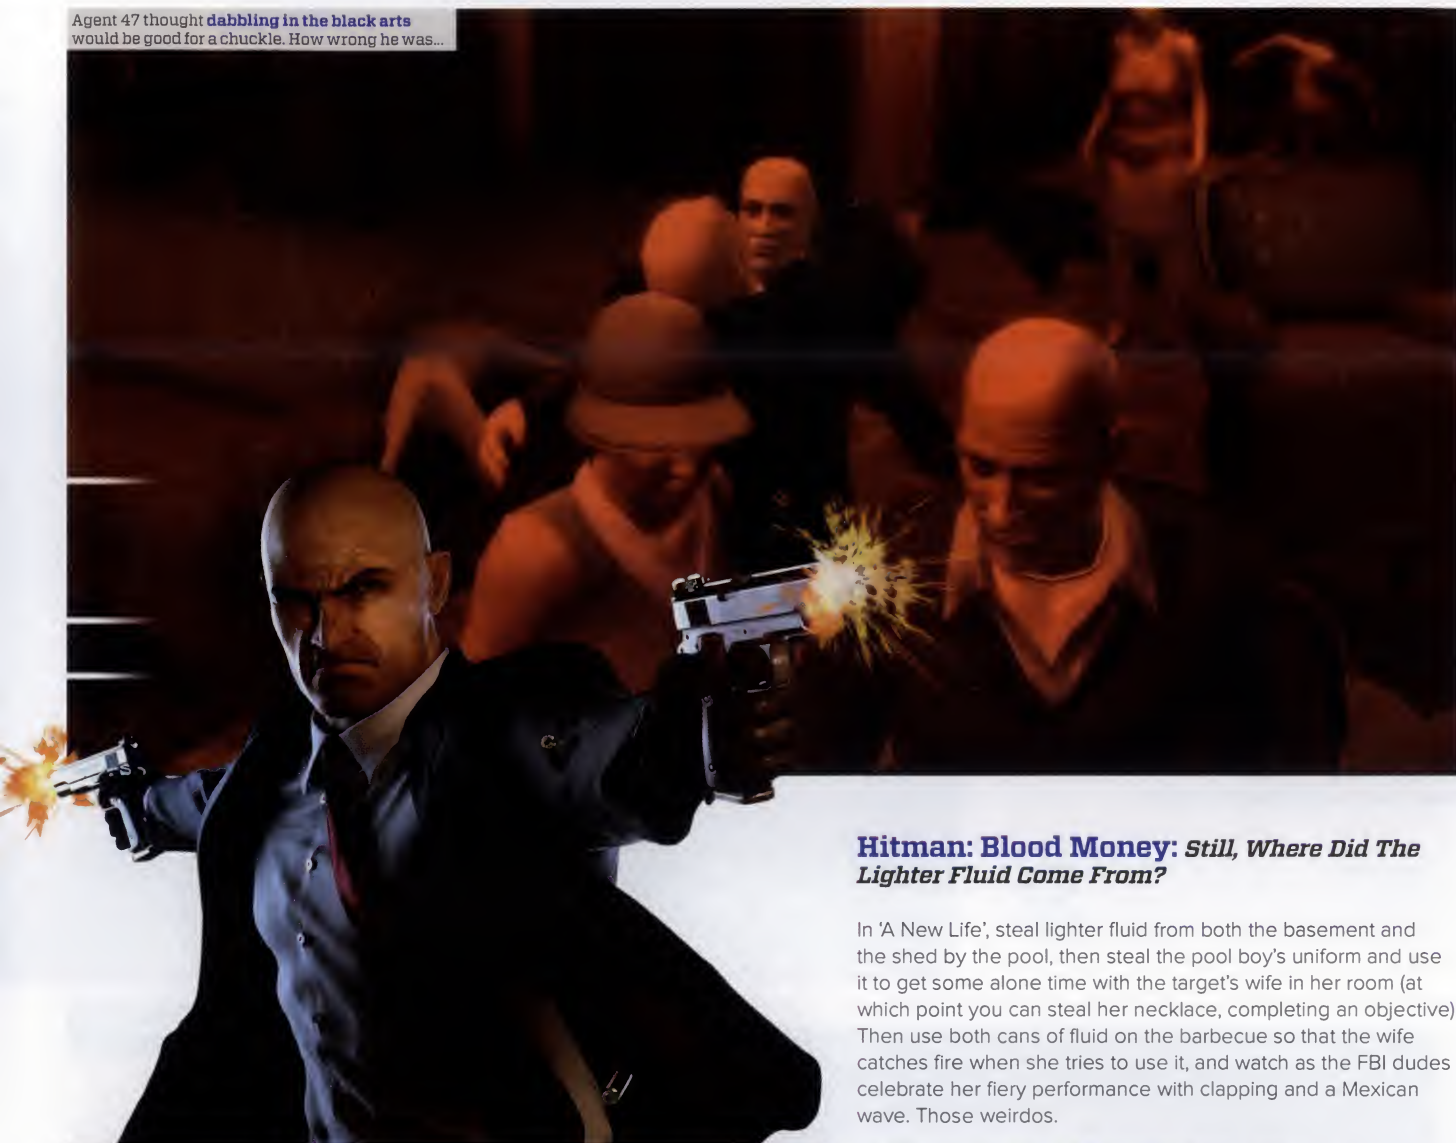 Agent 47 thought dabbling in the black arts
would be good for a chuckle. How wrong he was...
Hitman: Blood Money: Still, Where Did The
Lighter Fluid Come From?
In 'A New Life', steal lighter fluid from both the basement and
the shed by the pool, then steal the pool boy's uniform and use
it to get some alone time with the target's wife in her room (at
which point you can steal her necklace, completing an objective)
Then use both cans of fluid on the barbecue so that the wife
catches fire when she tries to use it, and watch as the FBI dudes
celebrate her fiery performance with clapping and a Mexican
wave. Those weirdos.